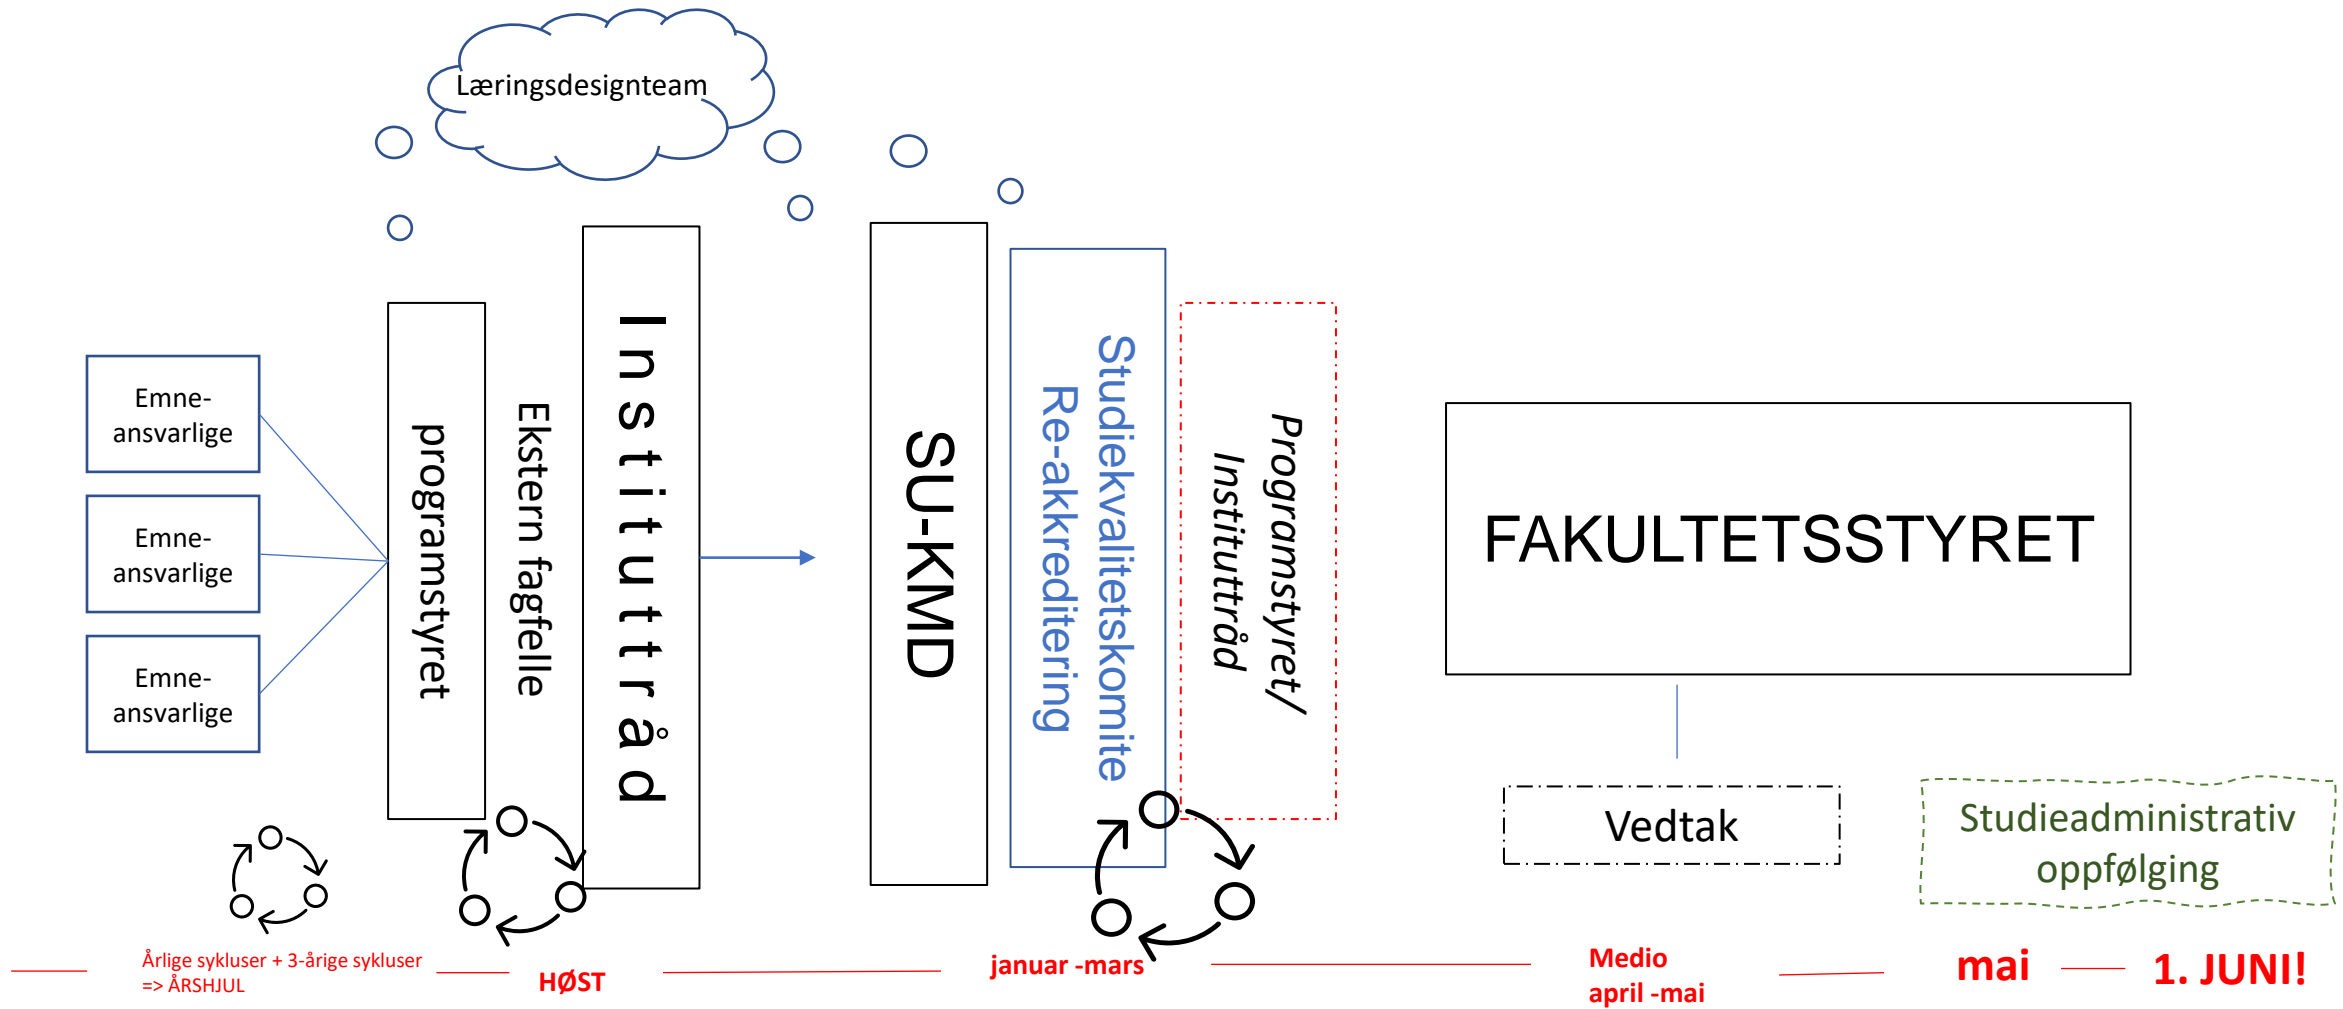 Læringsdesignteam
Emne-
ansvarlige
Emne-
ansvarlige
Emne-
ansvarlige
programstyret
Ekstern fagfelle
Instituttråd
SU-KMD
Studiekvalitetskomite
Re-akkreditering
Programstyret/
Instituttråd
FAKULTETSSTYRET
Vedtak
Studieadministrativ
oppfølging
Årlige sykluser + 3-årige sykluser
=> ÅRSHJUL
HØST
januar -mars
Medio
april -mai
mai
1. JUNI!